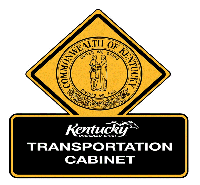 COMMONWEALTH OF KENTUCKY
Kentucky
TRANSPORTATION
CABINET